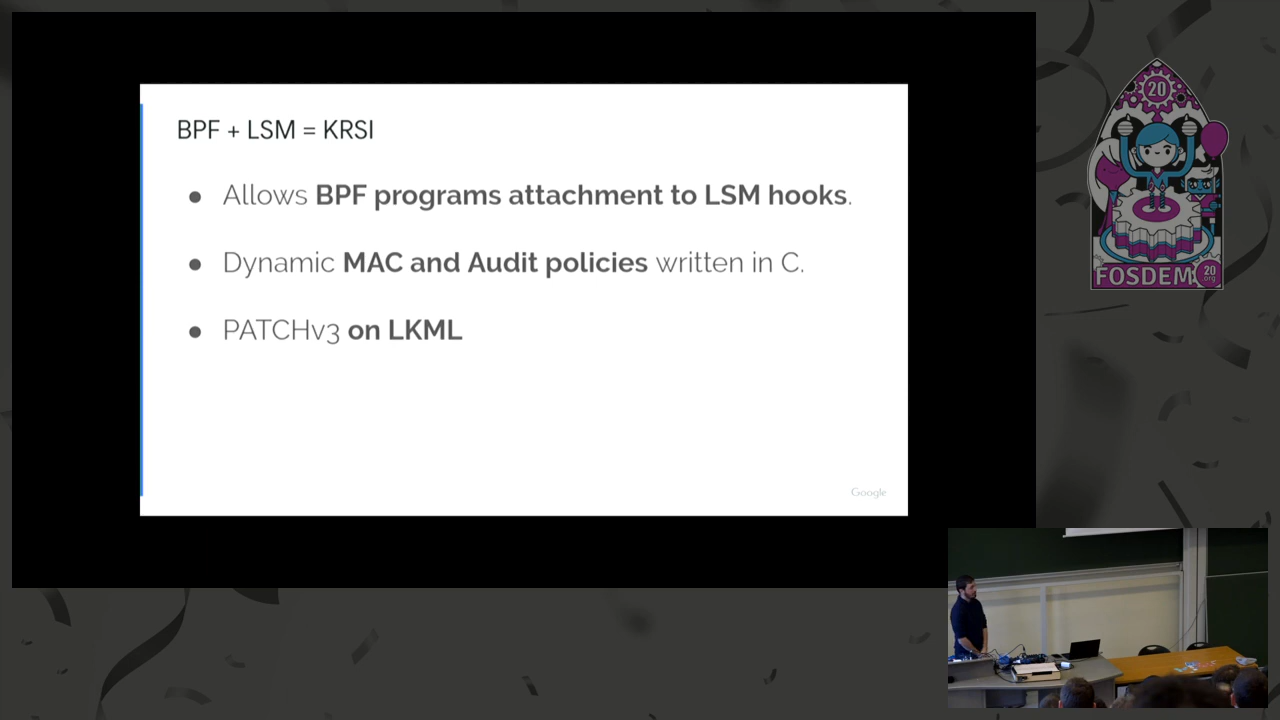 BPF + LSM = KRSI
● Allows BPF programs attachment to LSM hooks.
● Dynamic MAC and Audit policies written in C.
● PATCHv3 on LKML
Google
20
FOSDEM
20
.org